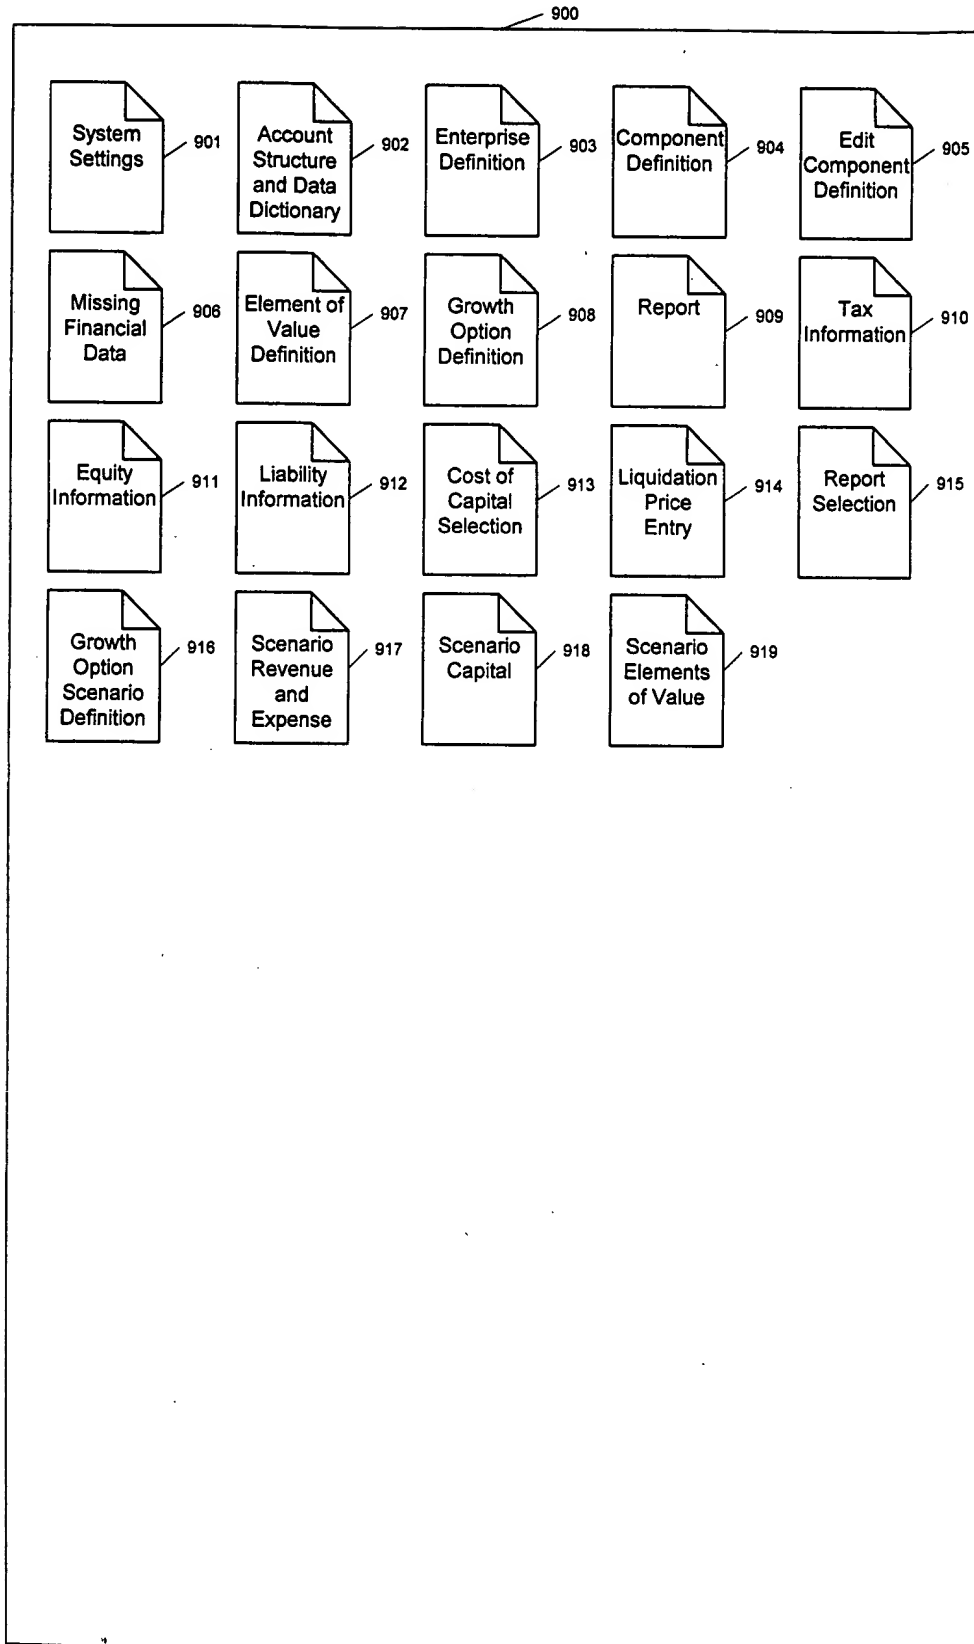 900
System
Settings
901
Account
Structure
and Data
Dictionary
902
Enterprise
Definition
903
Component
Definition
904
Edit
Component
Definition
905
Missing
Financial
Data
906
Element of
Value
Definition
907
Growth
Option
Definition
908
Report
909
Tax
Information
910
Equity
Information
911
Liability
Information
912
Cost of
Capital
Selection
913
Liquidation
Price
Entry
914
Report
Selection
915
Growth
Option
Scenario
Definition
916
Scenario
Revenue
and
Expense
917
Scenario
Capital
918
Scenario
Elements
of Value
919